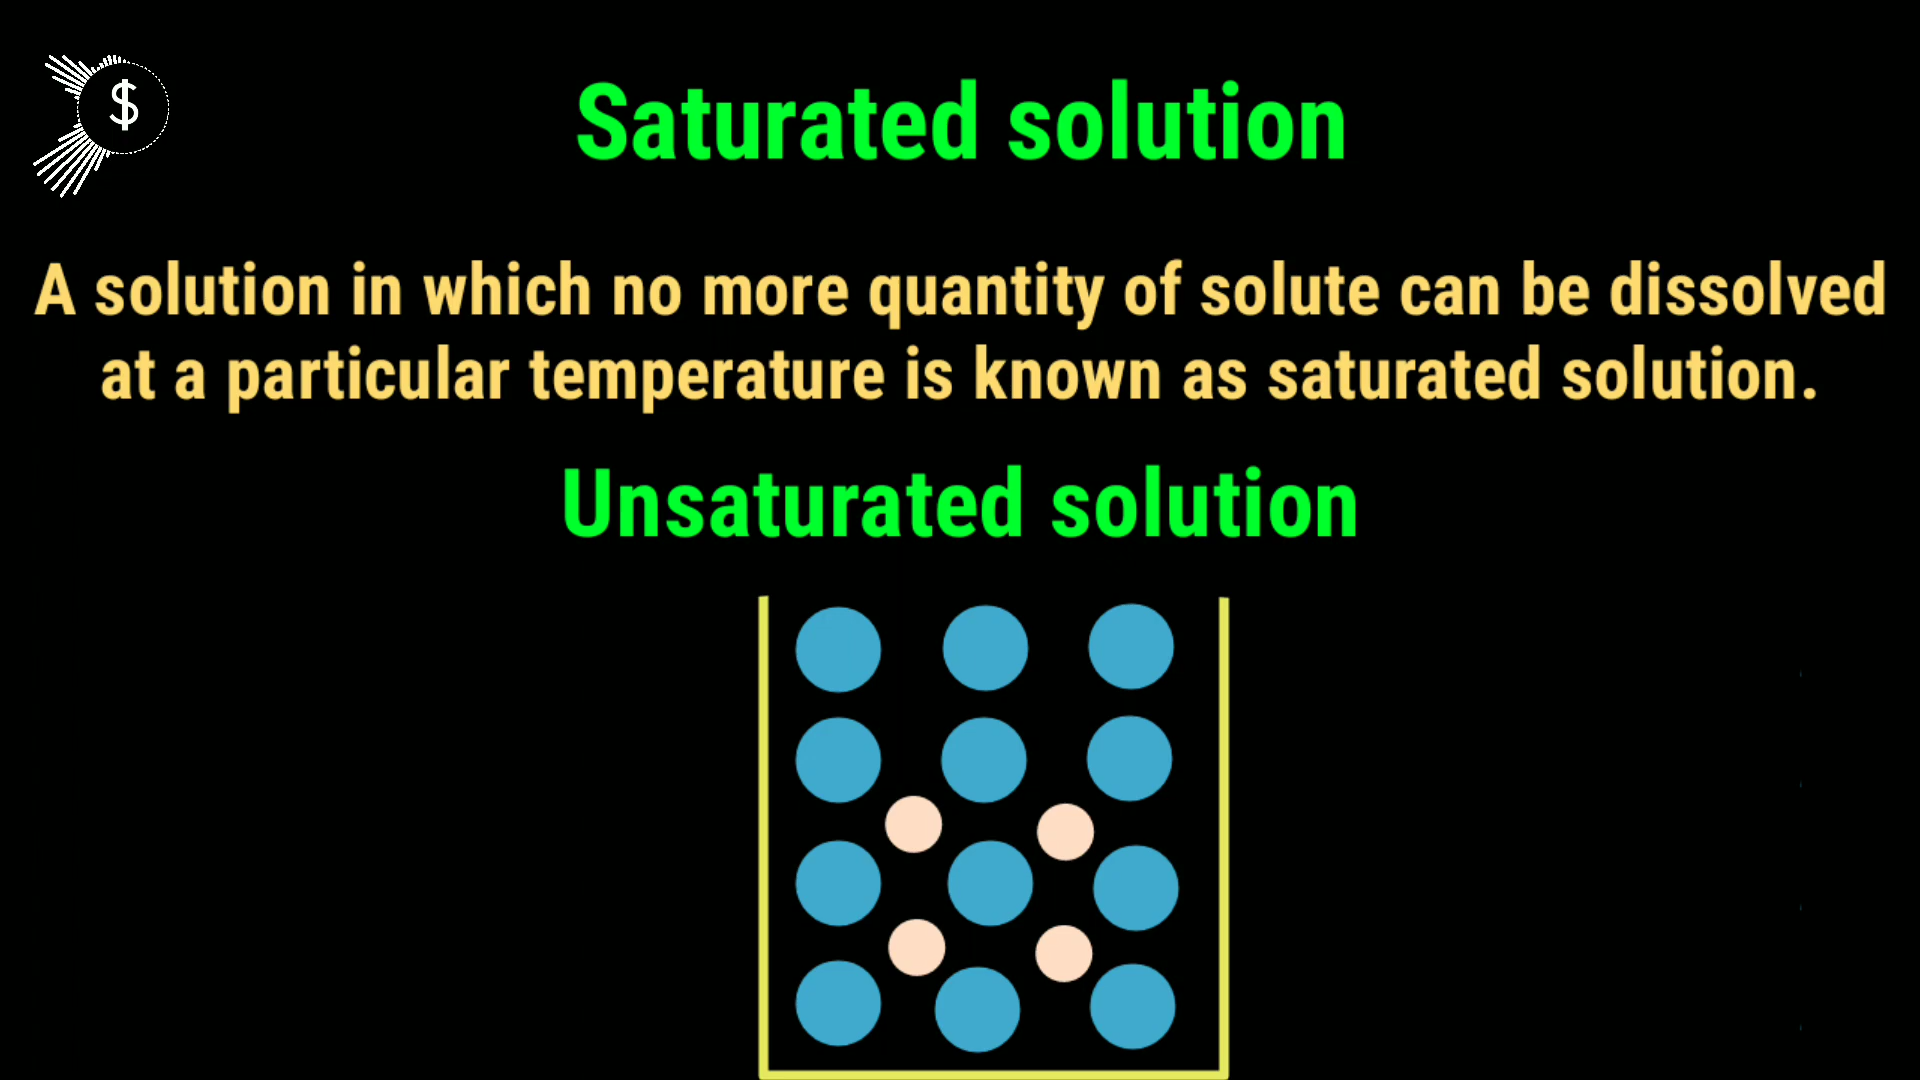 $
Saturated solution
A solution in which no more quantity of solute can be dissolved
at a particular temperature is known as saturated solution.
Unsaturated solution